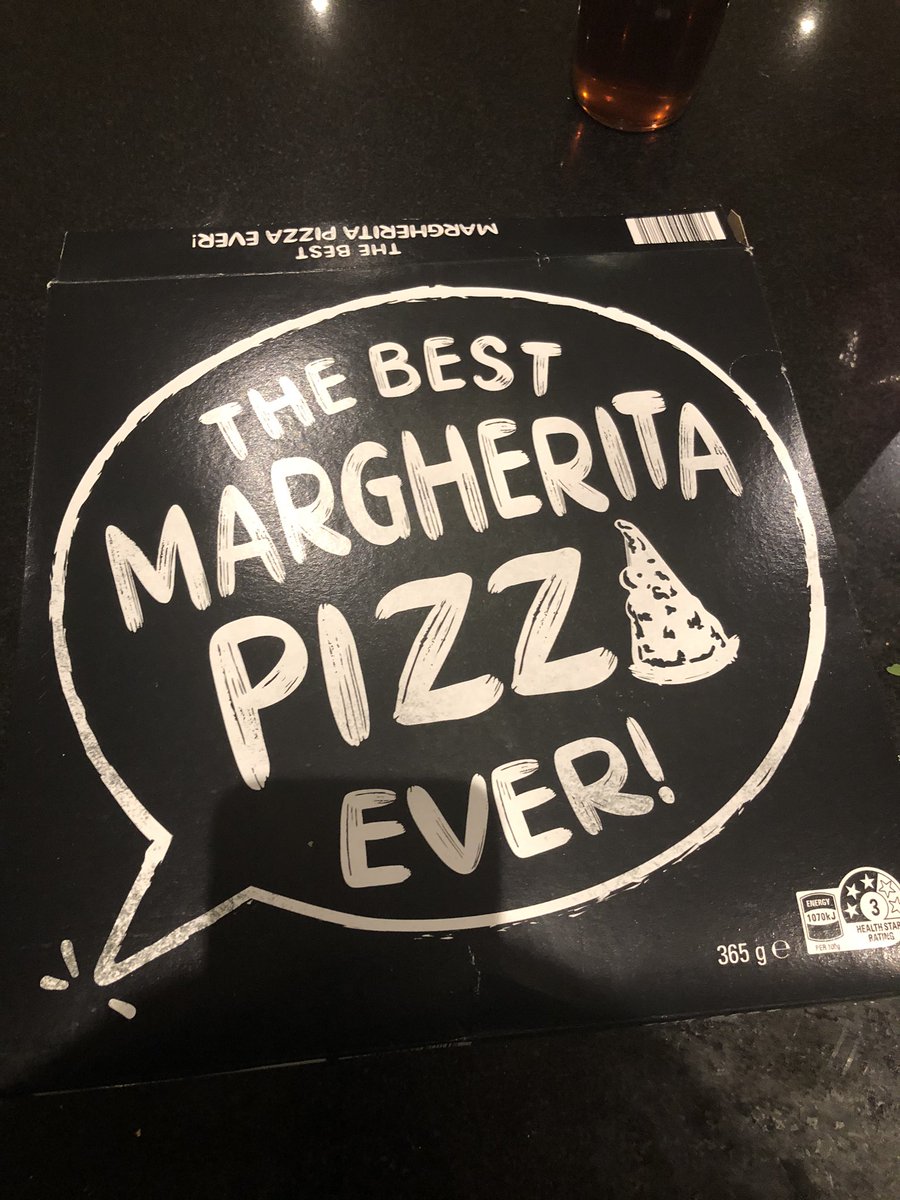 THE BEST
MARGHERITA PIZZA EVER!
THE BEST
MARGHERITA
PIZZ
EVER!
365 g e
ENERGY
1070kJ
PER 100g
3
HEALTH STAR
RATING